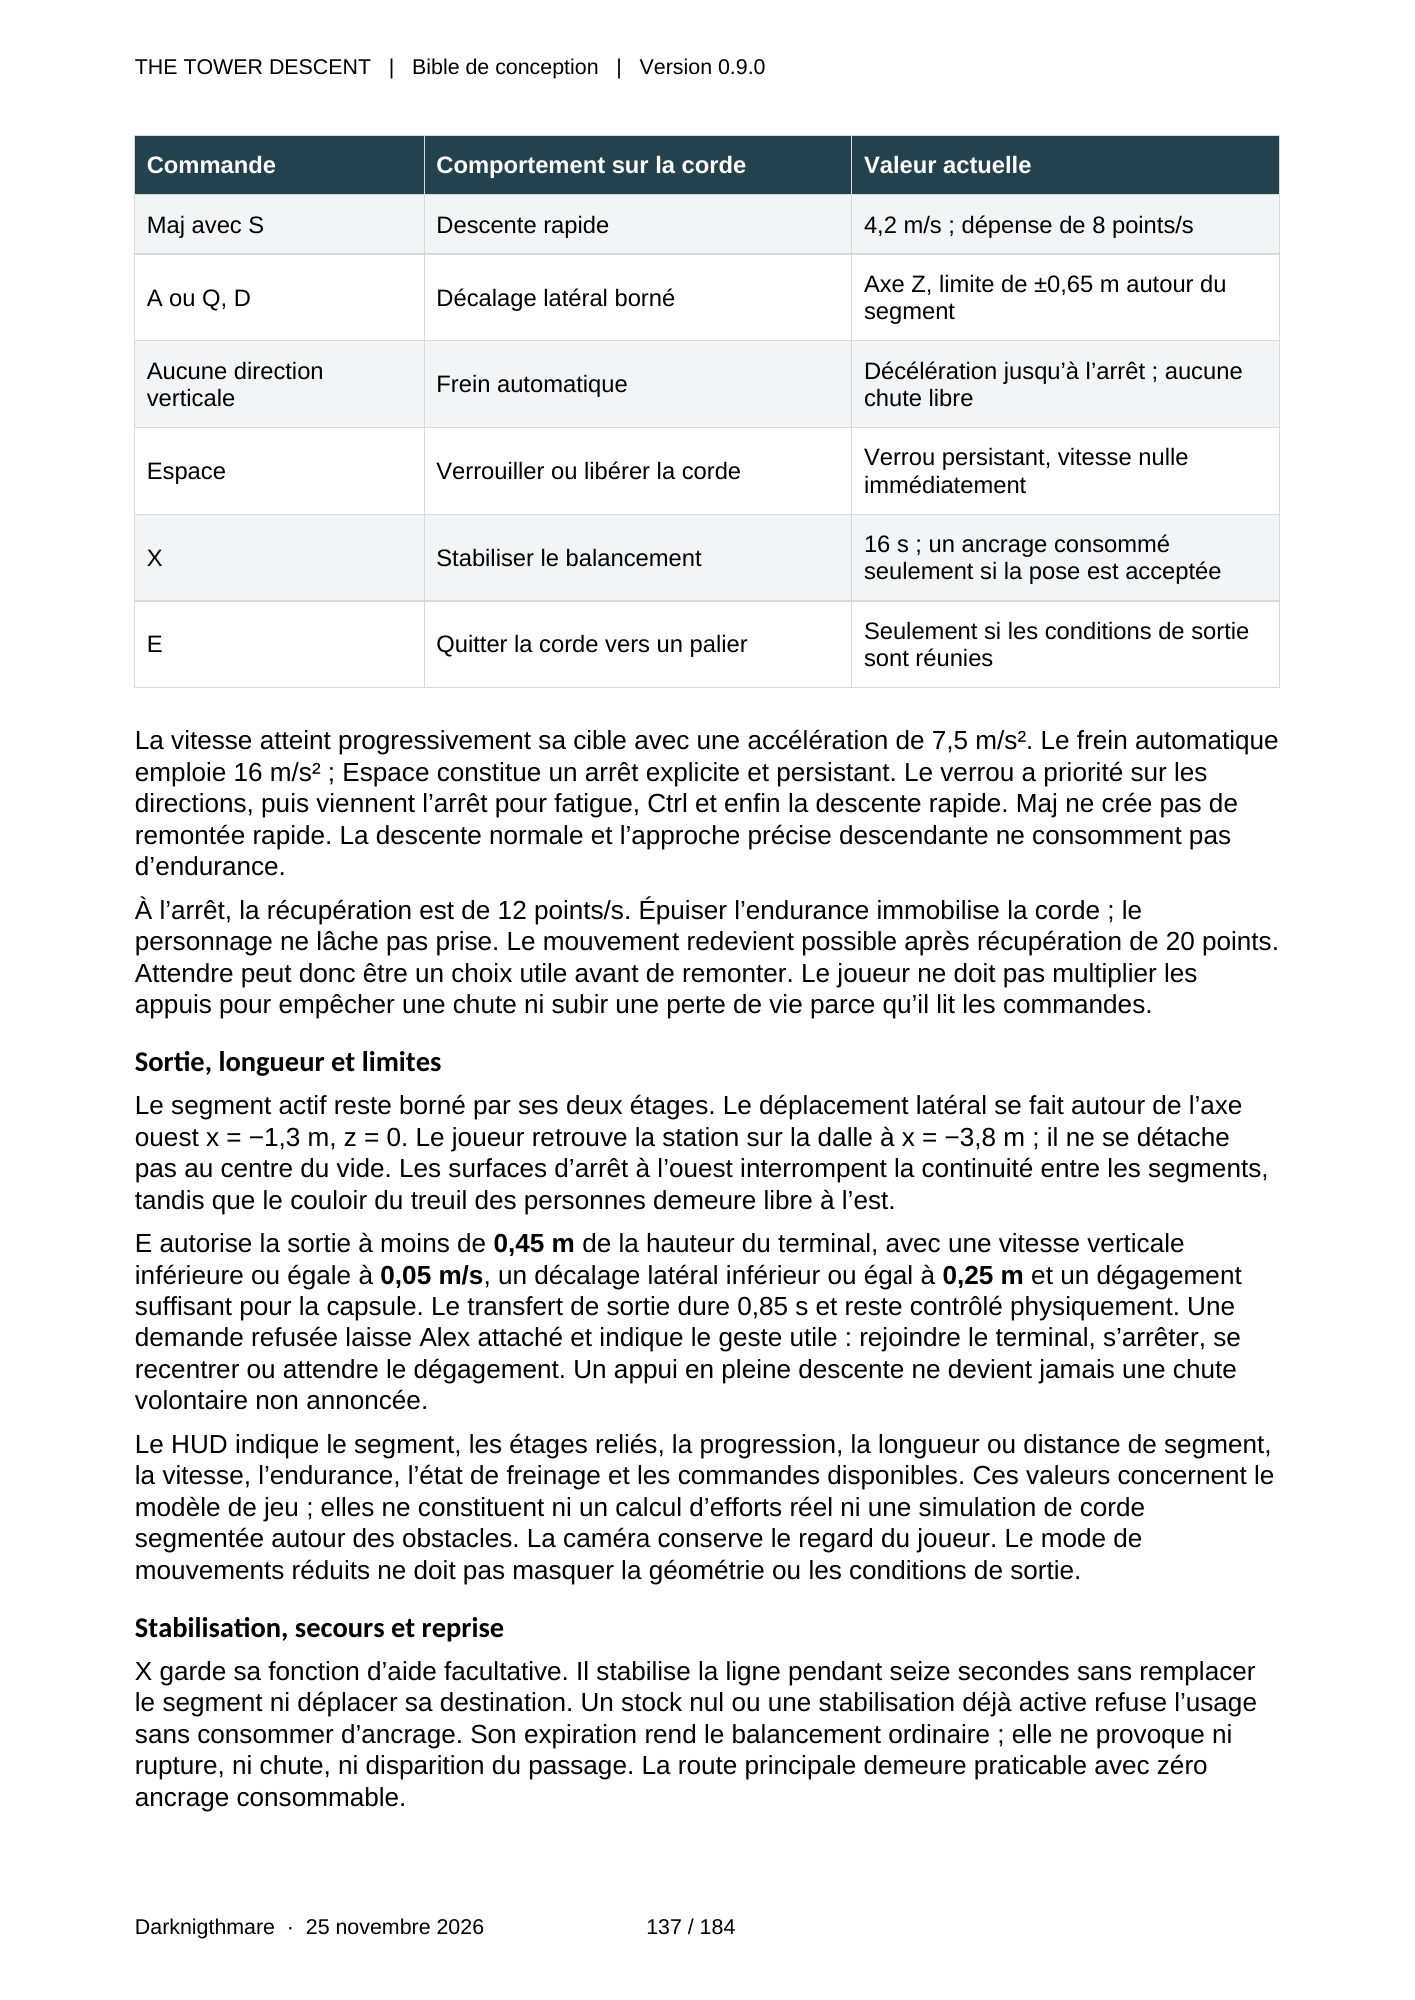 THE TOWER DESCENT | Bible de conception | Version 0.9.0
Commande
Comportement sur la corde
Valeur actuelle
Maj avec S
Descente rapide
4,2 m/s ; dépense de 8 points/s
A ou Q, D
Décalage latéral borné
Axe Z, limite de ±0,65 m autour du
segment
Aucune direction
verticale
Frein automatique
Décélération jusqu’à l’arrêt ; aucune
chute libre
Espace
Verrouiller ou libérer la corde
Verrou persistant, vitesse nulle
immédiatement
X
Stabiliser le balancement
16 s ; un ancrage consommé
seulement si la pose est acceptée
E
Quitter la corde vers un palier
Seulement si les conditions de sortie
sont réunies
La vitesse atteint progressivement sa cible avec une accélération de 7,5 m/s². Le frein automatique
emploie 16 m/s² ; Espace constitue un arrêt explicite et persistant. Le verrou a priorité sur les
directions, puis viennent l’arrêt pour fatigue, Ctrl et enfin la descente rapide. Maj ne crée pas de
remontée rapide. La descente normale et l’approche précise descendante ne consomment pas
d’endurance.
À l’arrêt, la récupération est de 12 points/s. Épuiser l’endurance immobilise la corde ; le
personnage ne lâche pas prise. Le mouvement redevient possible après récupération de 20 points.
Attendre peut donc être un choix utile avant de remonter. Le joueur ne doit pas multiplier les
appuis pour empêcher une chute ni subir une perte de vie parce qu’il lit les commandes.
Sortie, longueur et limites
Le segment actif reste borné par ses deux étages. Le déplacement latéral se fait autour de l’axe
ouest x = −1,3 m, z = 0. Le joueur retrouve la station sur la dalle à x = −3,8 m ; il ne se détache
pas au centre du vide. Les surfaces d’arrêt à l’ouest interrompent la continuité entre les segments,
tandis que le couloir du treuil des personnes demeure libre à l’est.
E autorise la sortie à moins de 0,45 m de la hauteur du terminal, avec une vitesse verticale
inférieure ou égale à 0,05 m/s, un décalage latéral inférieur ou égal à 0,25 m et un dégagement
suffisant pour la capsule. Le transfert de sortie dure 0,85 s et reste contrôlé physiquement. Une
demande refusée laisse Alex attaché et indique le geste utile : rejoindre le terminal, s’arrêter, se
recentrer ou attendre le dégagement. Un appui en pleine descente ne devient jamais une chute
volontaire non annoncée.
Le HUD indique le segment, les étages reliés, la progression, la longueur ou distance de segment,
la vitesse, l’endurance, l’état de freinage et les commandes disponibles. Ces valeurs concernent le
modèle de jeu ; elles ne constituent ni un calcul d’efforts réel ni une simulation de corde
segmentée autour des obstacles. La caméra conserve le regard du joueur. Le mode de
mouvements réduits ne doit pas masquer la géométrie ou les conditions de sortie.
Stabilisation, secours et reprise
X garde sa fonction d’aide facultative. Il stabilise la ligne pendant seize secondes sans remplacer
le segment ni déplacer sa destination. Un stock nul ou une stabilisation déjà active refuse l’usage
sans consommer d’ancrage. Son expiration rend le balancement ordinaire ; elle ne provoque ni
rupture, ni chute, ni disparition du passage. La route principale demeure praticable avec zéro
ancrage consommable.
Darknigthmare · 25 novembre 2026
137 / 184